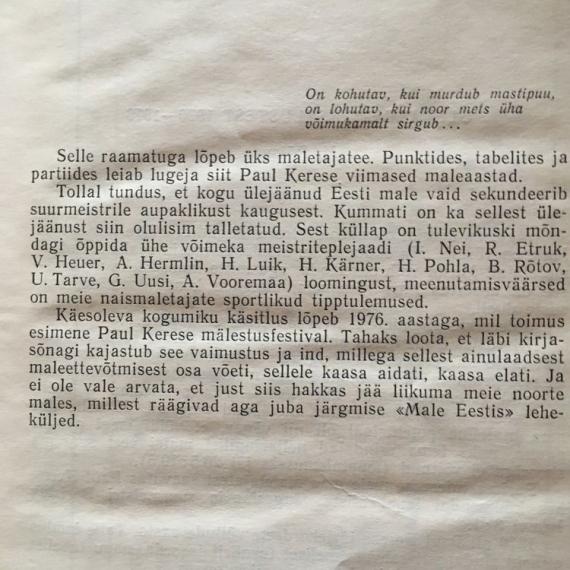 On kohutav, kui murdub mastipuu,
on lohutav, kui noor mets üha
võimukamalt sirgub...
Selle raamatuga lõpeb üks maletajatee. Punktides, tabelites ja
partiides leiab lugeja siit Paul Kerese viimased maleaastad.
Tollal tundus, et kogu ülejäänud Eesti male vaid sekundeerib
suurmeistrile aupaklikust kaugusest. Kummati on ka sellest üle-
jäänust siin olulisim talletatud. Sest küllap on tulevikuski mõn-
dagi õppida ühe võimeka meistriteplejaadi (I. Nei, R. Etruk,
V. Heuer, A. Hermlin, H. Luik, H. Kärner, H. Pohla, B. Rõtov,
U. Tarve, G. Uusi, A. Vooremaa) loomingust, meenutamisväärsed
on meie naismaletajate sportlikud tipptulemused.
Käesoleva kogumiku käsitlus lõpeb 1976. aastaga, mil toimus
esimene Paul Kerese mälestusfestival. Tahaks loota, et läbi kirja-
sõnagi kajastub see vaimustus ja ind, millega sellest ainulaadsest
maleettevõtmisest osa võeti, sellele kaasa aidati, kaasa elati. Ja
ei ole vale arvata, et just siis hakkas jää liikuma meie noorte
males, millest räägivad aga juba järgmise «Male Eestis» lehe-
küljed.